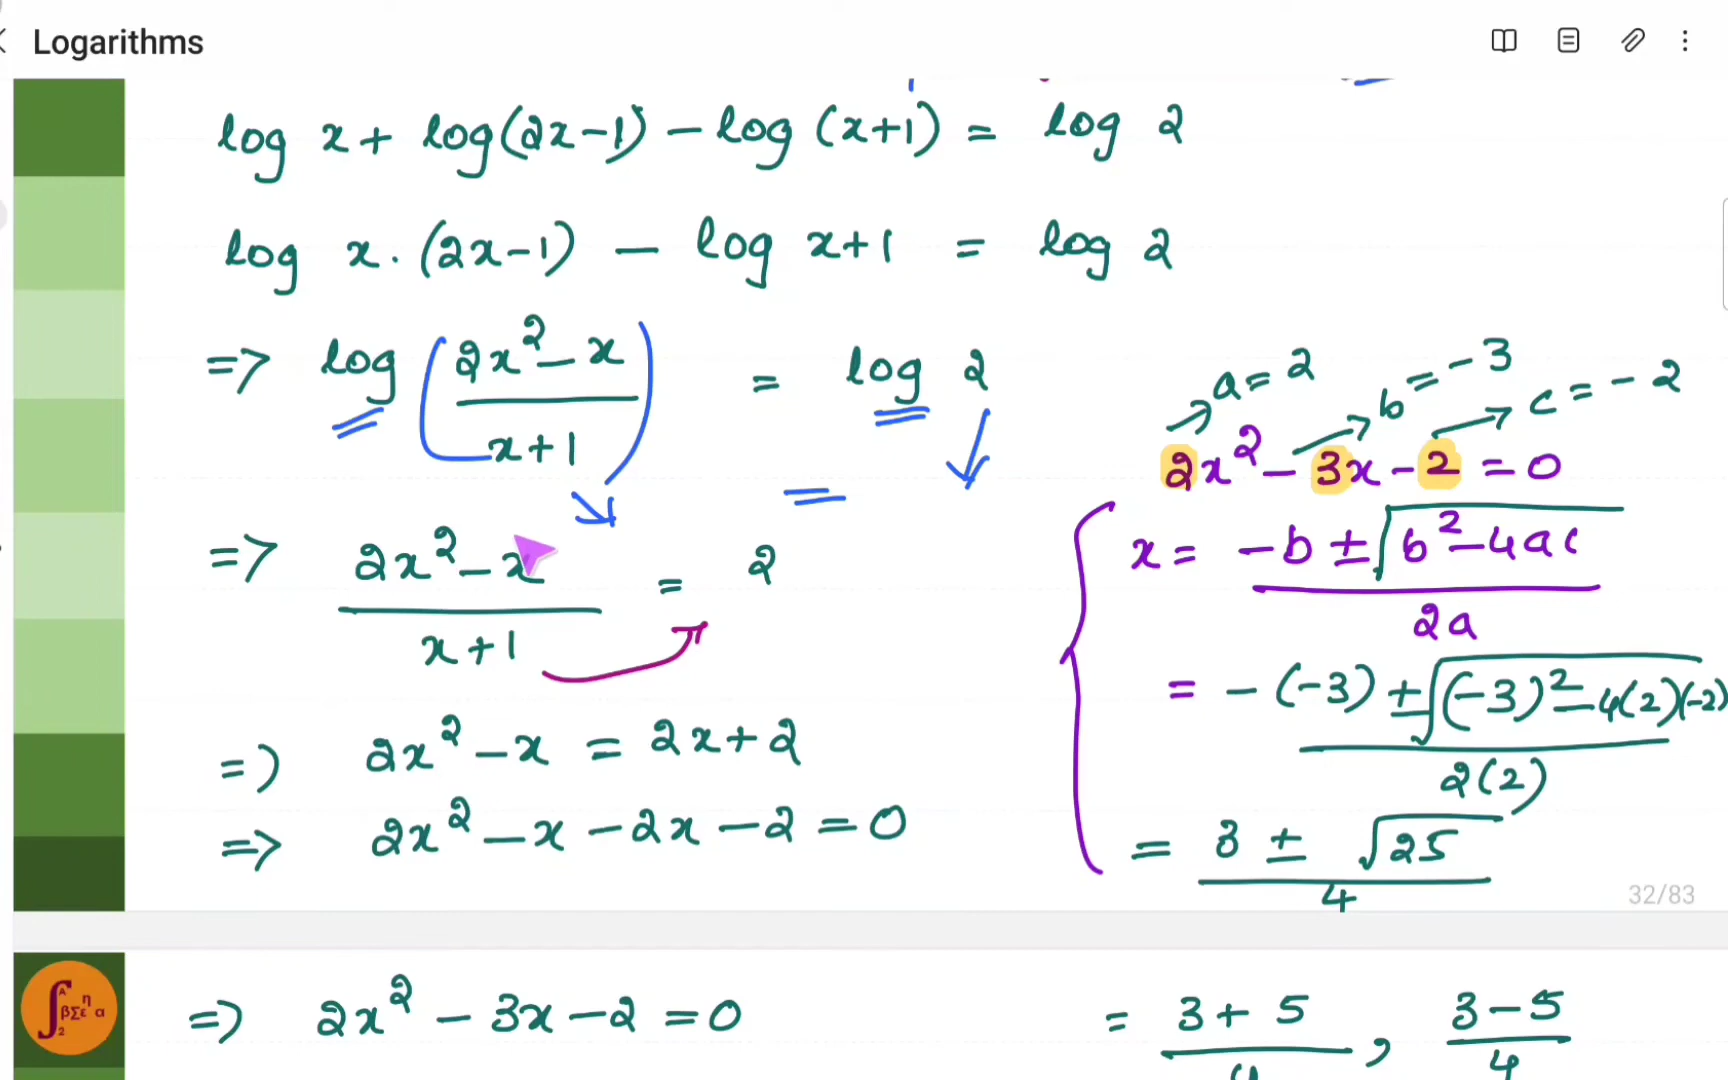 Logarithms
log x + log(2x-1) - log (x+1) = log 2
log x.(2x-1) - log x+1 = log 2
=> log (2x² - x / x+1) = log 2
=> 2x² - x / x+1 = 2
=) 2x² - x = 2x + 2
=> 2x² - x - 2x - 2 = 0
a = 2 b = -3 c = -2
2x² - 3x - 2 = 0
x = -b ± √b² - 4ac / 2a
= -(-3) ± √(-3)² - 4(2)(-2) / 2(2)
= 3 ± √25 / 4
32/83
=) 2x² - 3x - 2 = 0
= 3 + 5 / 4 , 3 - 5 / 4